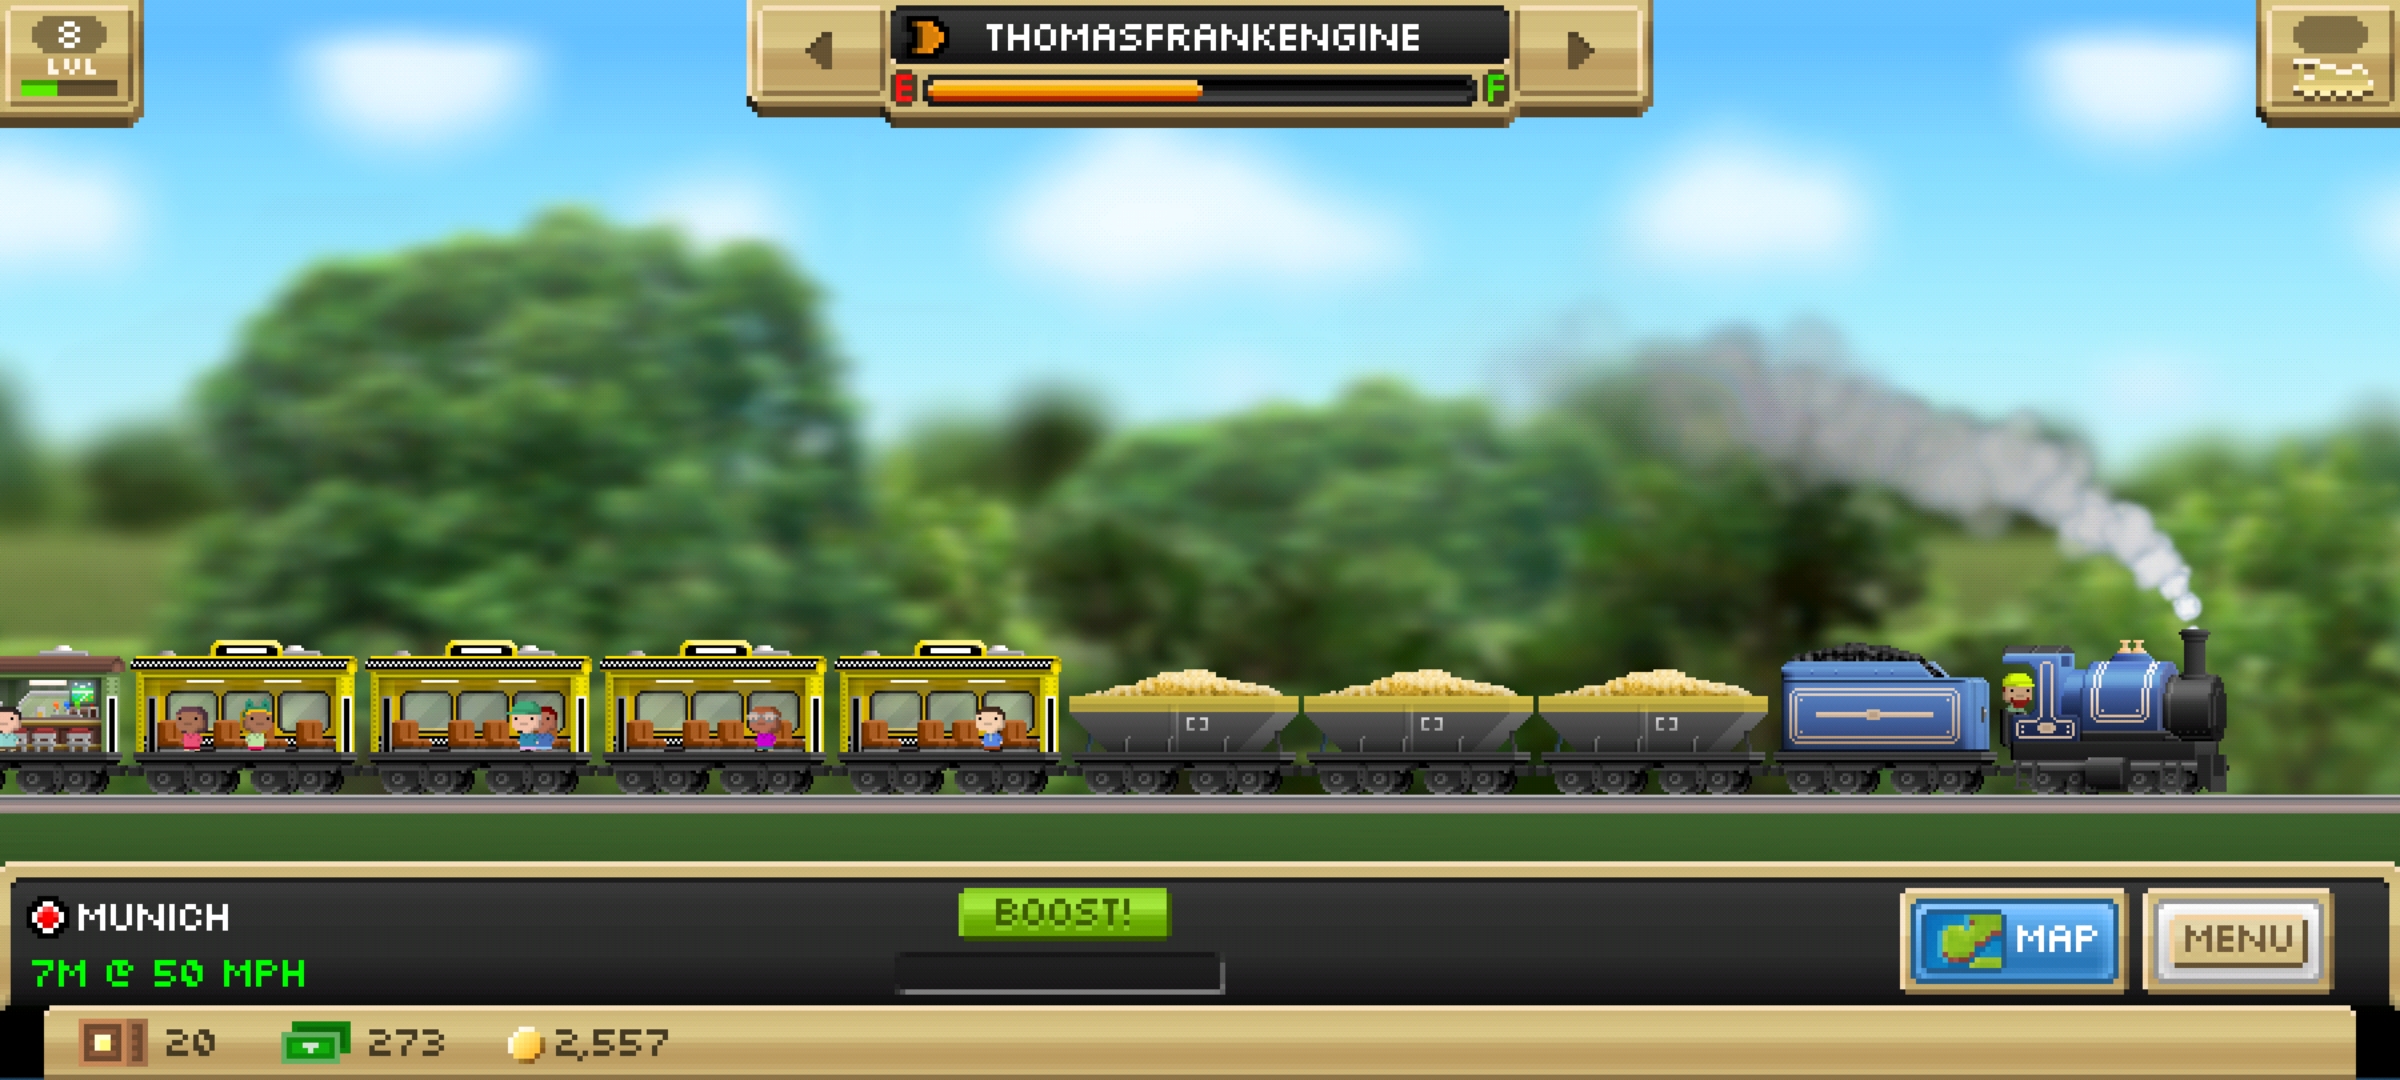 8
LVL
THOMASFRANKENGINE
E F
MUNICH
7M @ 50 MPH
BOOST!
MAP
MENU
20 273 2,557